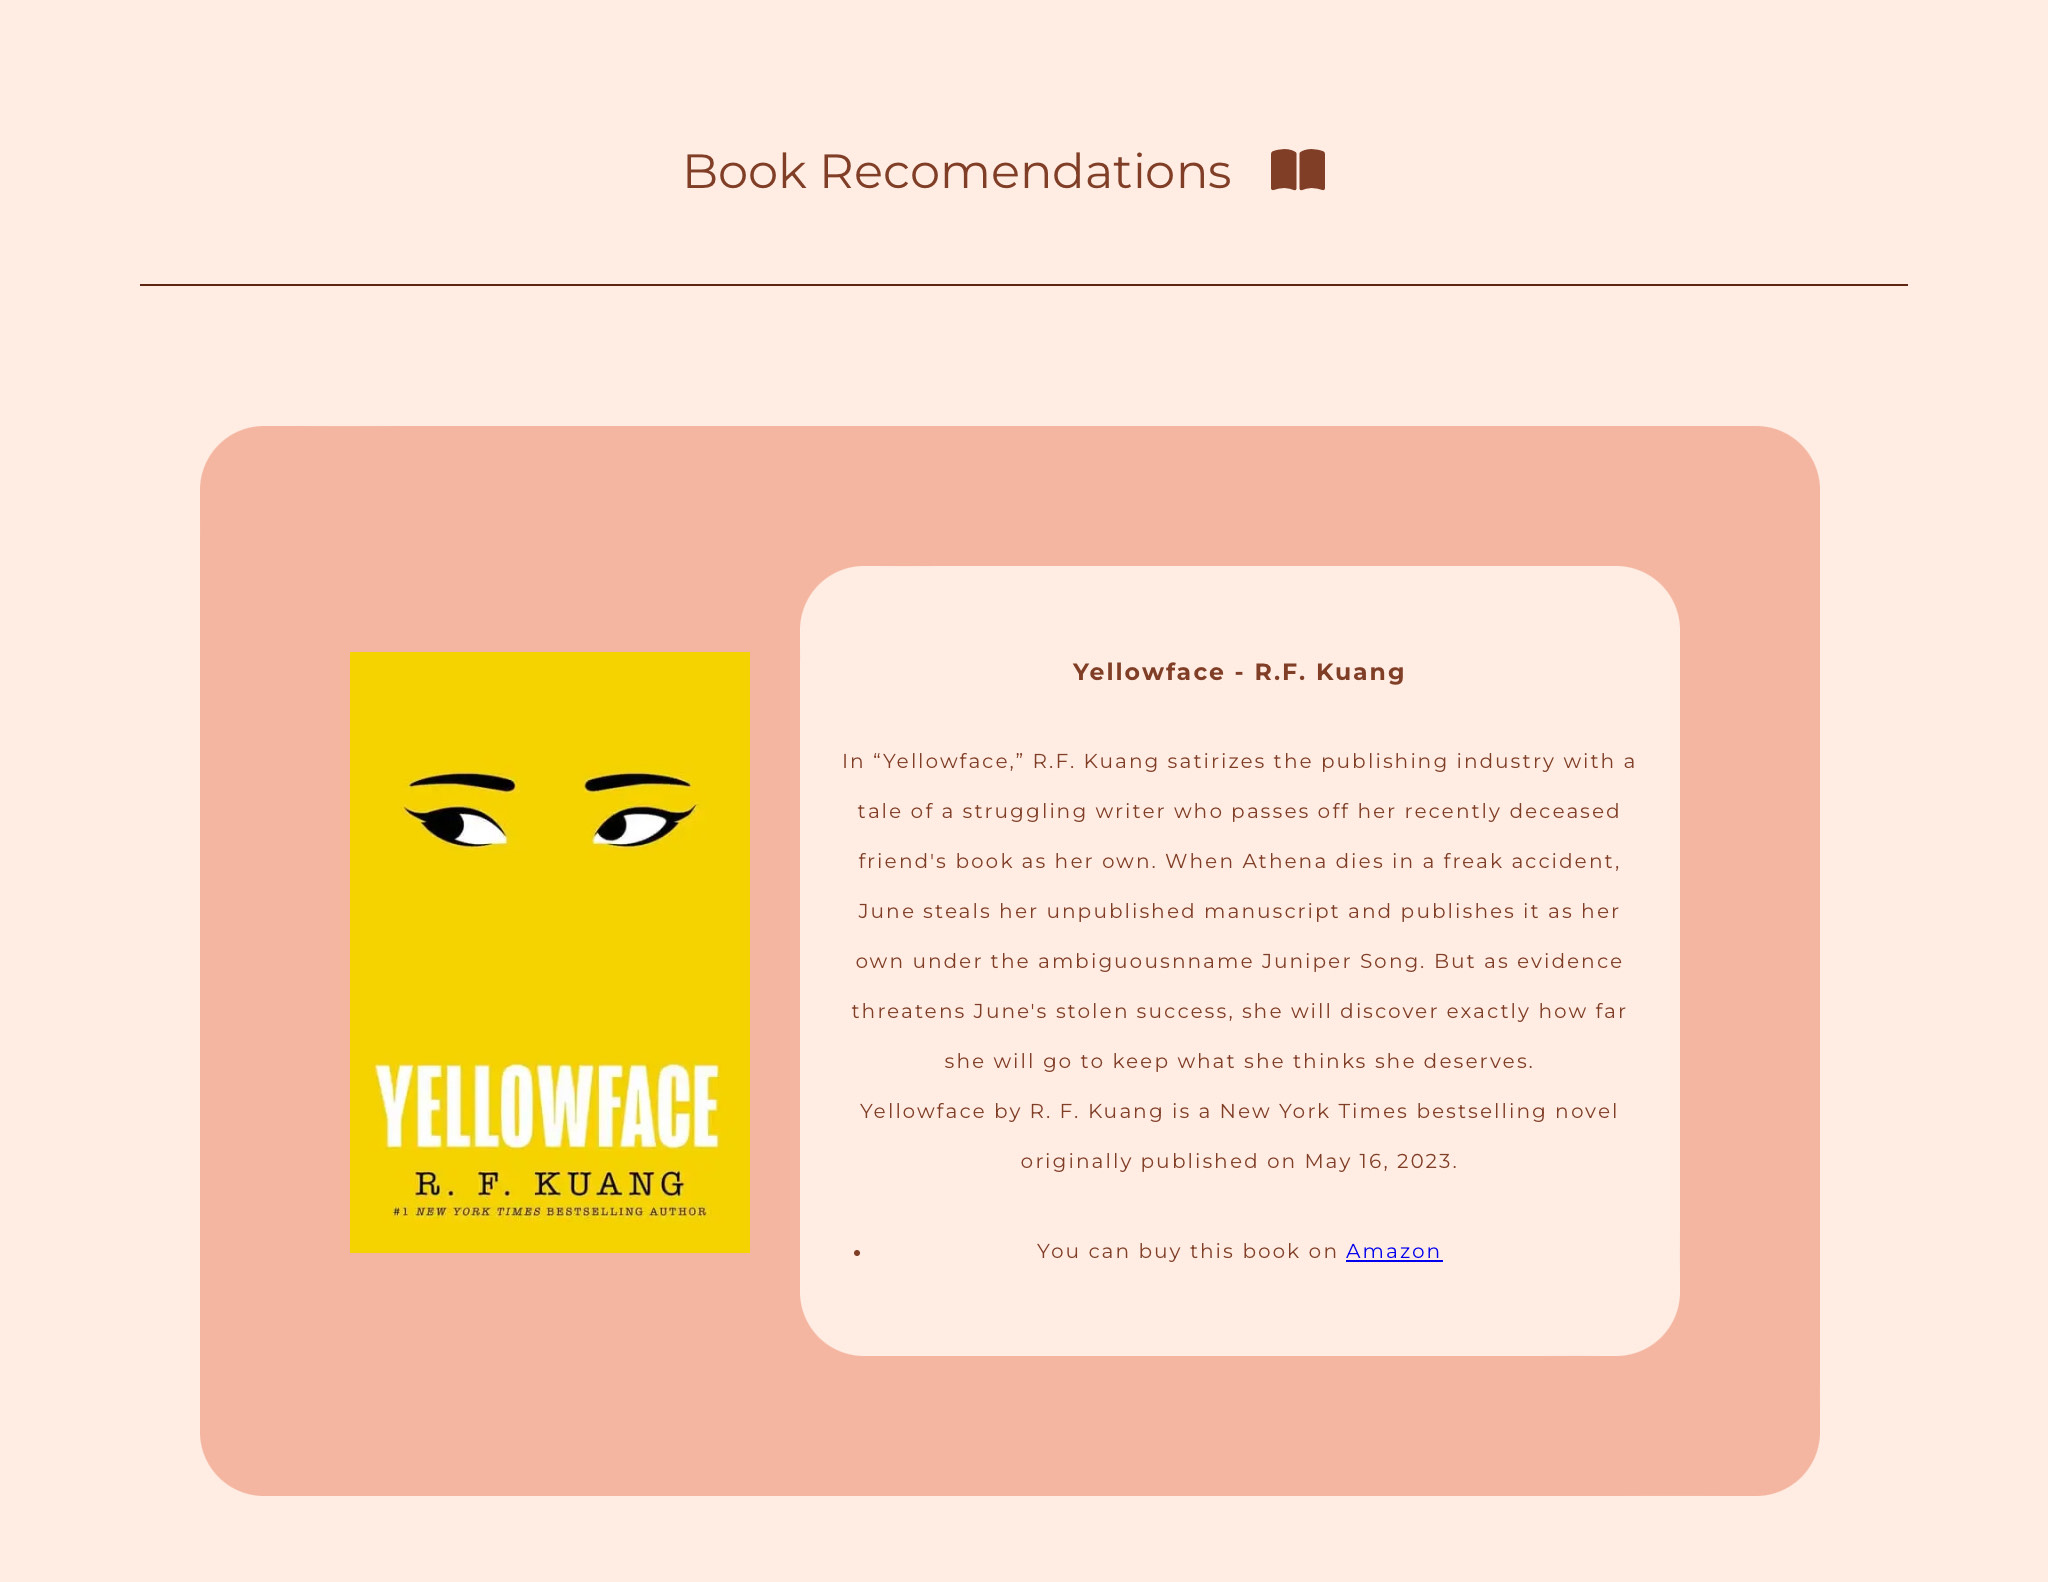 Book Recomendations
YELLOWFACE
R. F. KUANG
#1 NEW YORK TIMES BESTSELLING AUTHOR
Yellowface - R.F. Kuang
In “Yellowface,” R.F. Kuang satirizes the publishing industry with a
tale of a struggling writer who passes off her recently deceased
friend's book as her own. When Athena dies in a freak accident,
June steals her unpublished manuscript and publishes it as her
own under the ambiguousnname Juniper Song. But as evidence
threatens June's stolen success, she will discover exactly how far
she will go to keep what she thinks she deserves.
Yellowface by R. F. Kuang is a New York Times bestselling novel
originally published on May 16, 2023.
• You can buy this book on Amazon